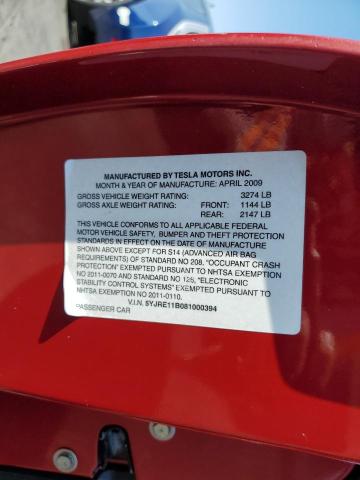 MANUFACTURED BY TESLA MOTORS INC.
MONTH & YEAR OF MANUFACTURE: APRIL 2009
GROSS VEHICLE WEIGHT RATING: 3274 LB
GROSS AXLE WEIGHT RATING: FRONT: 1144 LB
REAR: 2147 LB
THIS VEHICLE CONFORMS TO ALL APPLICABLE FEDERAL
MOTOR VEHICLE SAFETY, BUMPER AND THEFT PROTECTION
STANDARDS IN EFFECT ON THE DATE OF MANUFACTURE
SHOWN ABOVE EXCEPT FOR S14 (ADVANCED AIR BAG
REQUIREMENTS) OF STANDARD NO 208, "OCCUPANT CRASH
PROTECTION" EXEMPTED PURSUANT TO NHTSA EXEMPTION
NO 2011-0070 AND STANDARD NO 126, "ELECTRONIC
STABILITY CONTROL SYSTEMS" EXEMPTED PURSUANT TO
NHTSA EXEMPTION NO 2011-0110.
V.I.N. 5YJRE11B081000394
PASSENGER CAR